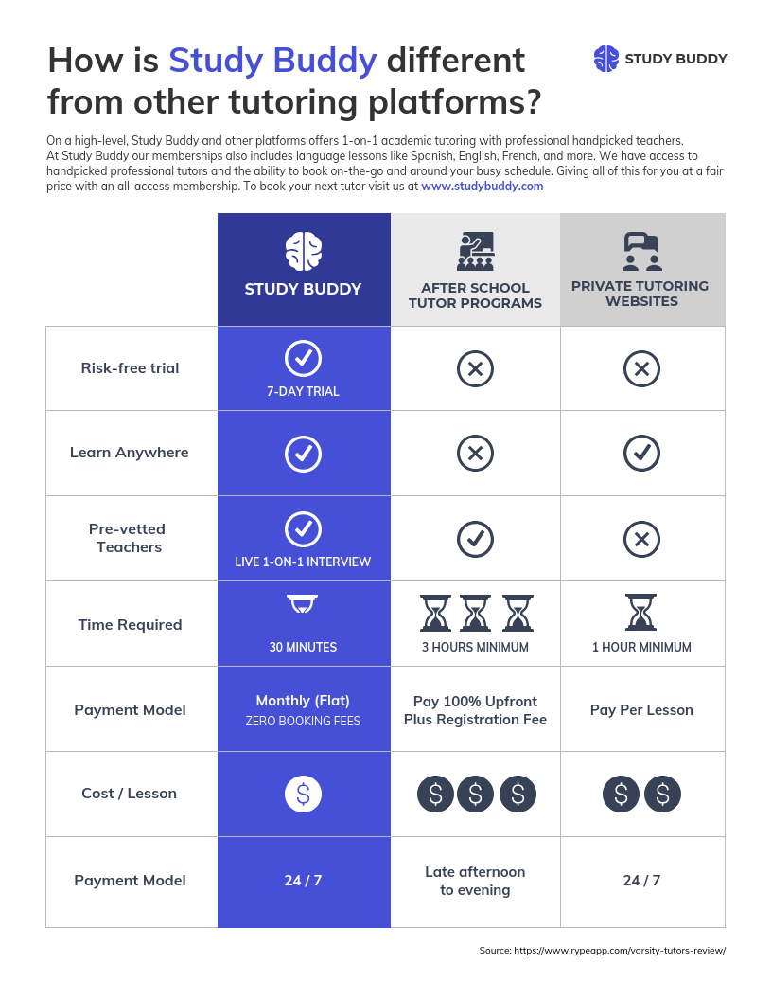 How is Study Buddy different
from other tutoring platforms?
STUDY BUDDY
On a high-level, Study Buddy and other platforms offers 1-on-1 academic tutoring with professional handpicked teachers.
At Study Buddy our memberships also includes language lessons like Spanish, English, French, and more. We have access to
handpicked professional tutors and the ability to book on-the-go and around your busy schedule. Giving all of this for you at a fair
price with an all-access membership. To book your next tutor visit us at www.studybuddy.com
STUDY BUDDY
AFTER SCHOOL
TUTOR PROGRAMS
PRIVATE TUTORING
WEBSITES
Risk-free trial
7-DAY TRIAL
Learn Anywhere
Pre-vetted
Teachers
LIVE 1-ON-1 INTERVIEW
Time Required
30 MINUTES
3 HOURS MINIMUM
1 HOUR MINIMUM
Payment Model
Monthly (Flat)
ZERO BOOKING FEES
Pay 100% Upfront
Plus Registration Fee
Pay Per Lesson
Cost / Lesson
$
$ $ $
$ $
Payment Model
24 / 7
Late afternoon
to evening
24 / 7
Source: https://www.rypeapp.com/varsity-tutors-review/